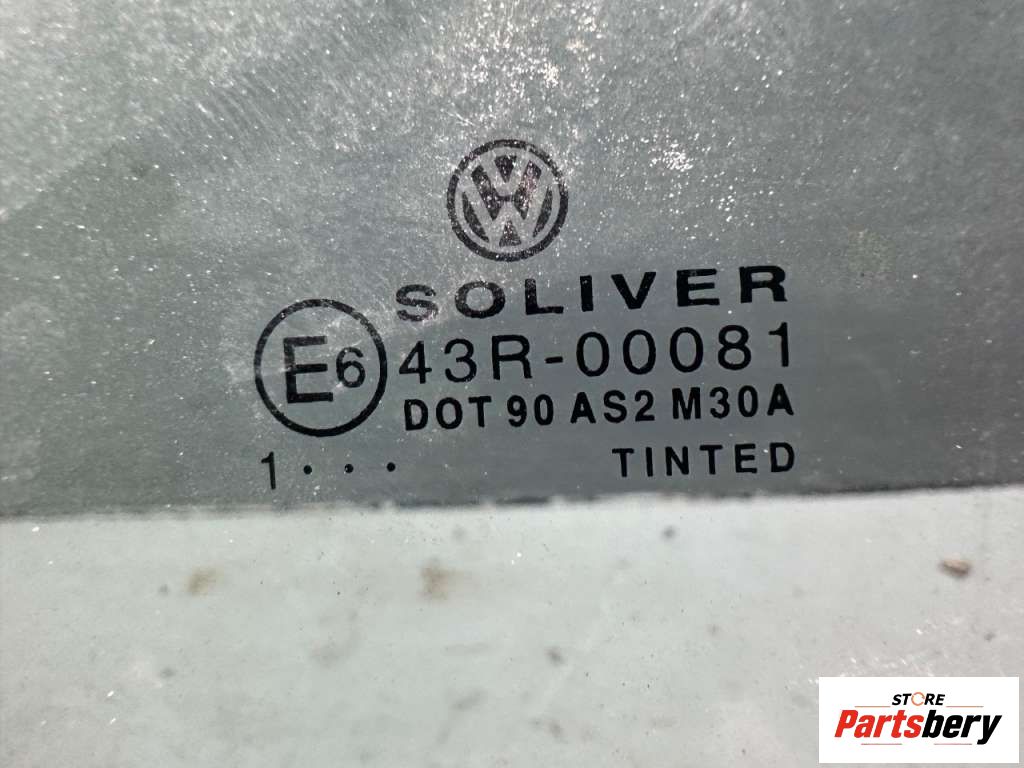 SOLIVER
E6 43R-00081
DOT 90 AS2 M30A
1 · · · TINTED
STORE
Partsbery